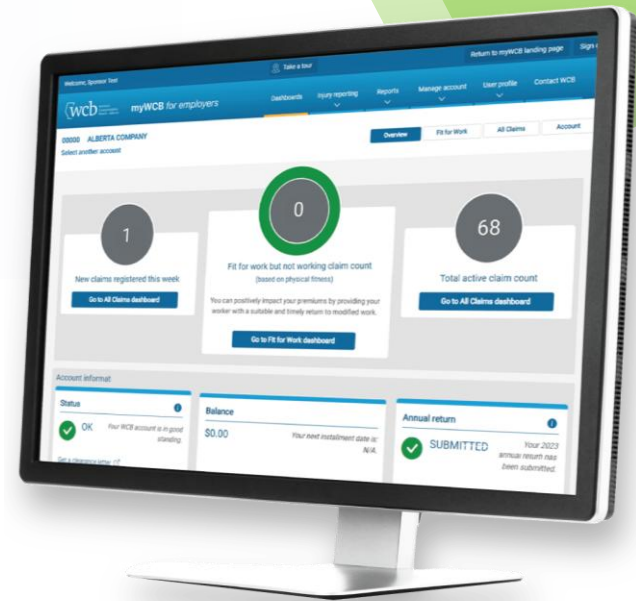 Welcome, Sponsor Test
Take a tour
Return to myWCB landing page
Sign
wcb
myWCB for employers
Dashboards
Injury reporting
Reports
Manage account
User profile
Contact WCB
00000 ALBERTA COMPANY
Select another account
Overview
Fit for Work
All Claims
Account
1
New claims registered this week
Go to All Claims dashboard
0
Fit for work but not working claim count
(based on physical fitness)
You can positively impact your premiums by providing your
worker with a suitable and timely return to modified work.
Go to Fit for Work dashboard
68
Total active claim count
Go to All Claims dashboard
Account informat
Status
OK
Your WCB account is in good
standing.
Get a clearance letter
Balance
$0.00
Your next installment date is:
N/A.
Annual return
SUBMITTED
Your 2023
annual return has
been submitted.